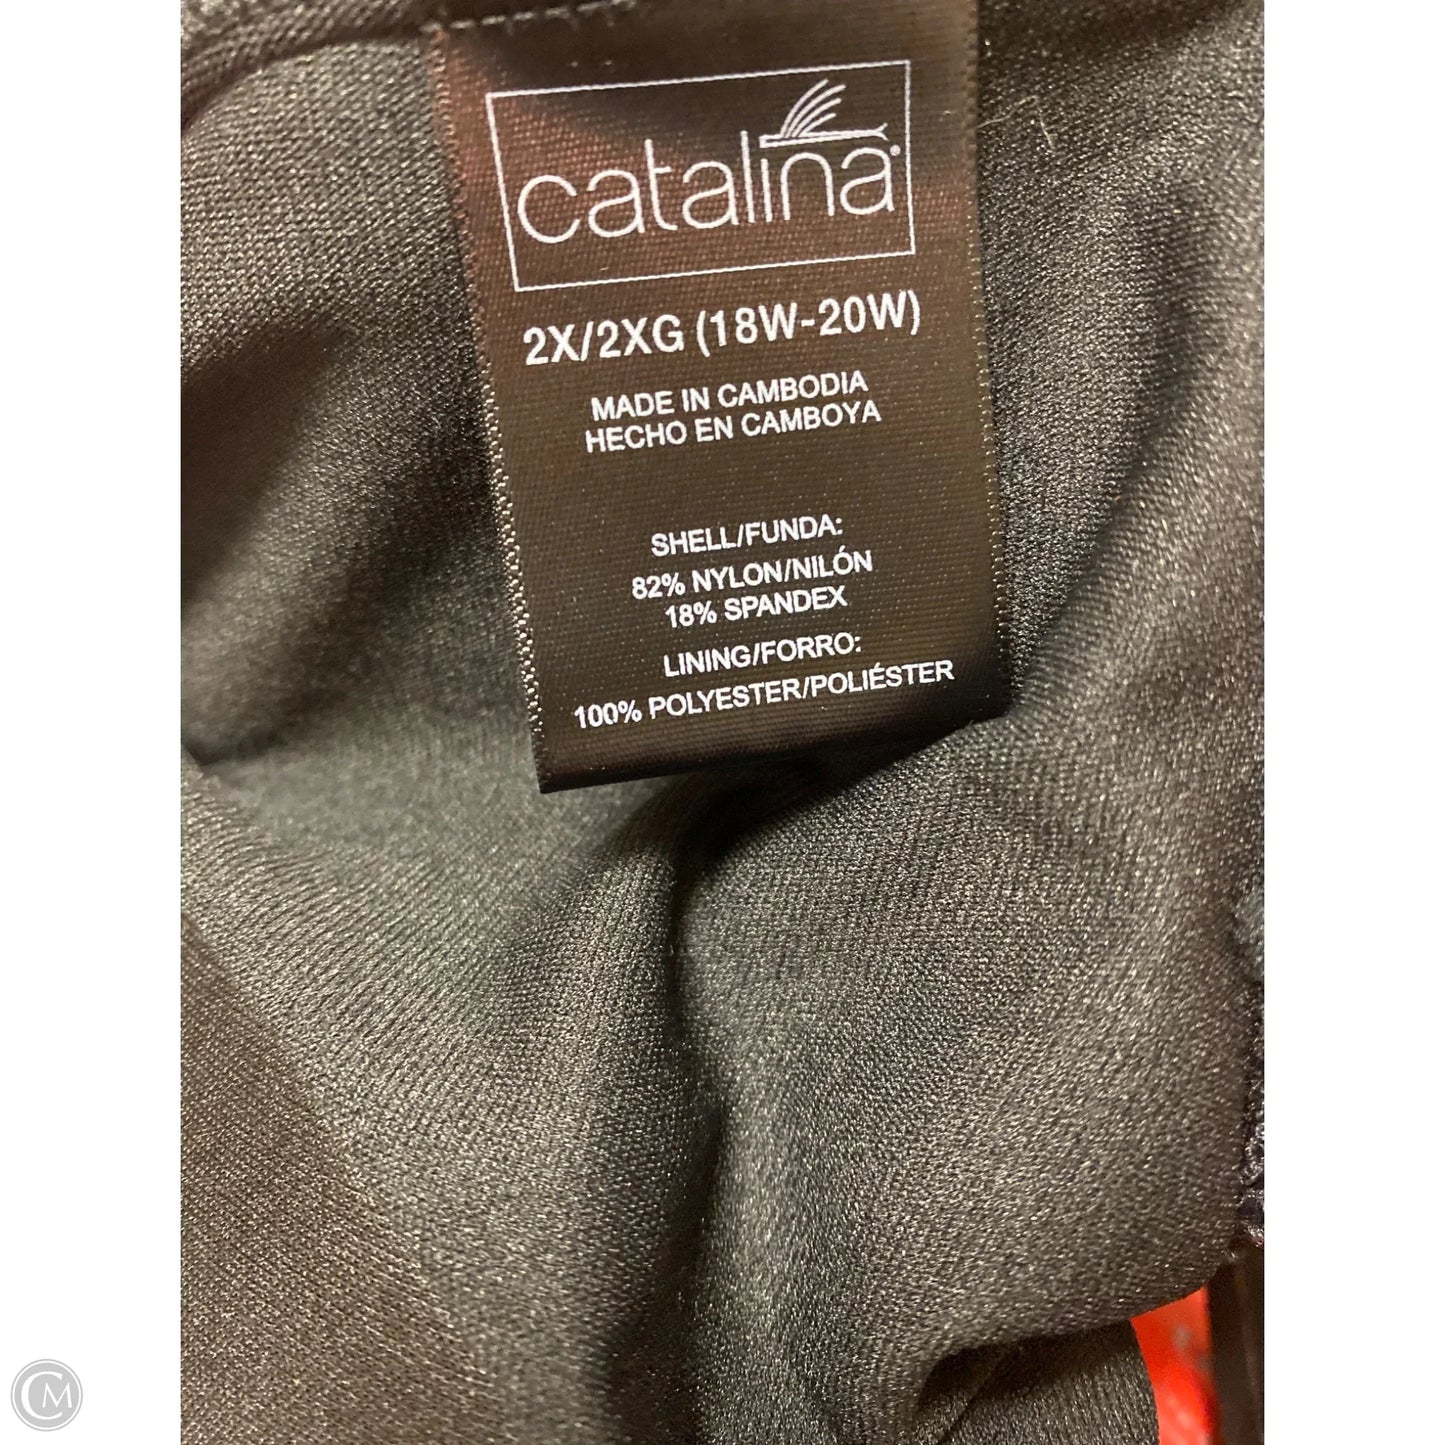 catalina®
2X/2XG (18W-20W)
MADE IN CAMBODIA
HECHO EN CAMBOYA
SHELL/FUNDA:
82% NYLON/NILÓN
18% SPANDEX
LINING/FORRO:
100% POLYESTER/POLIÉSTER
CM